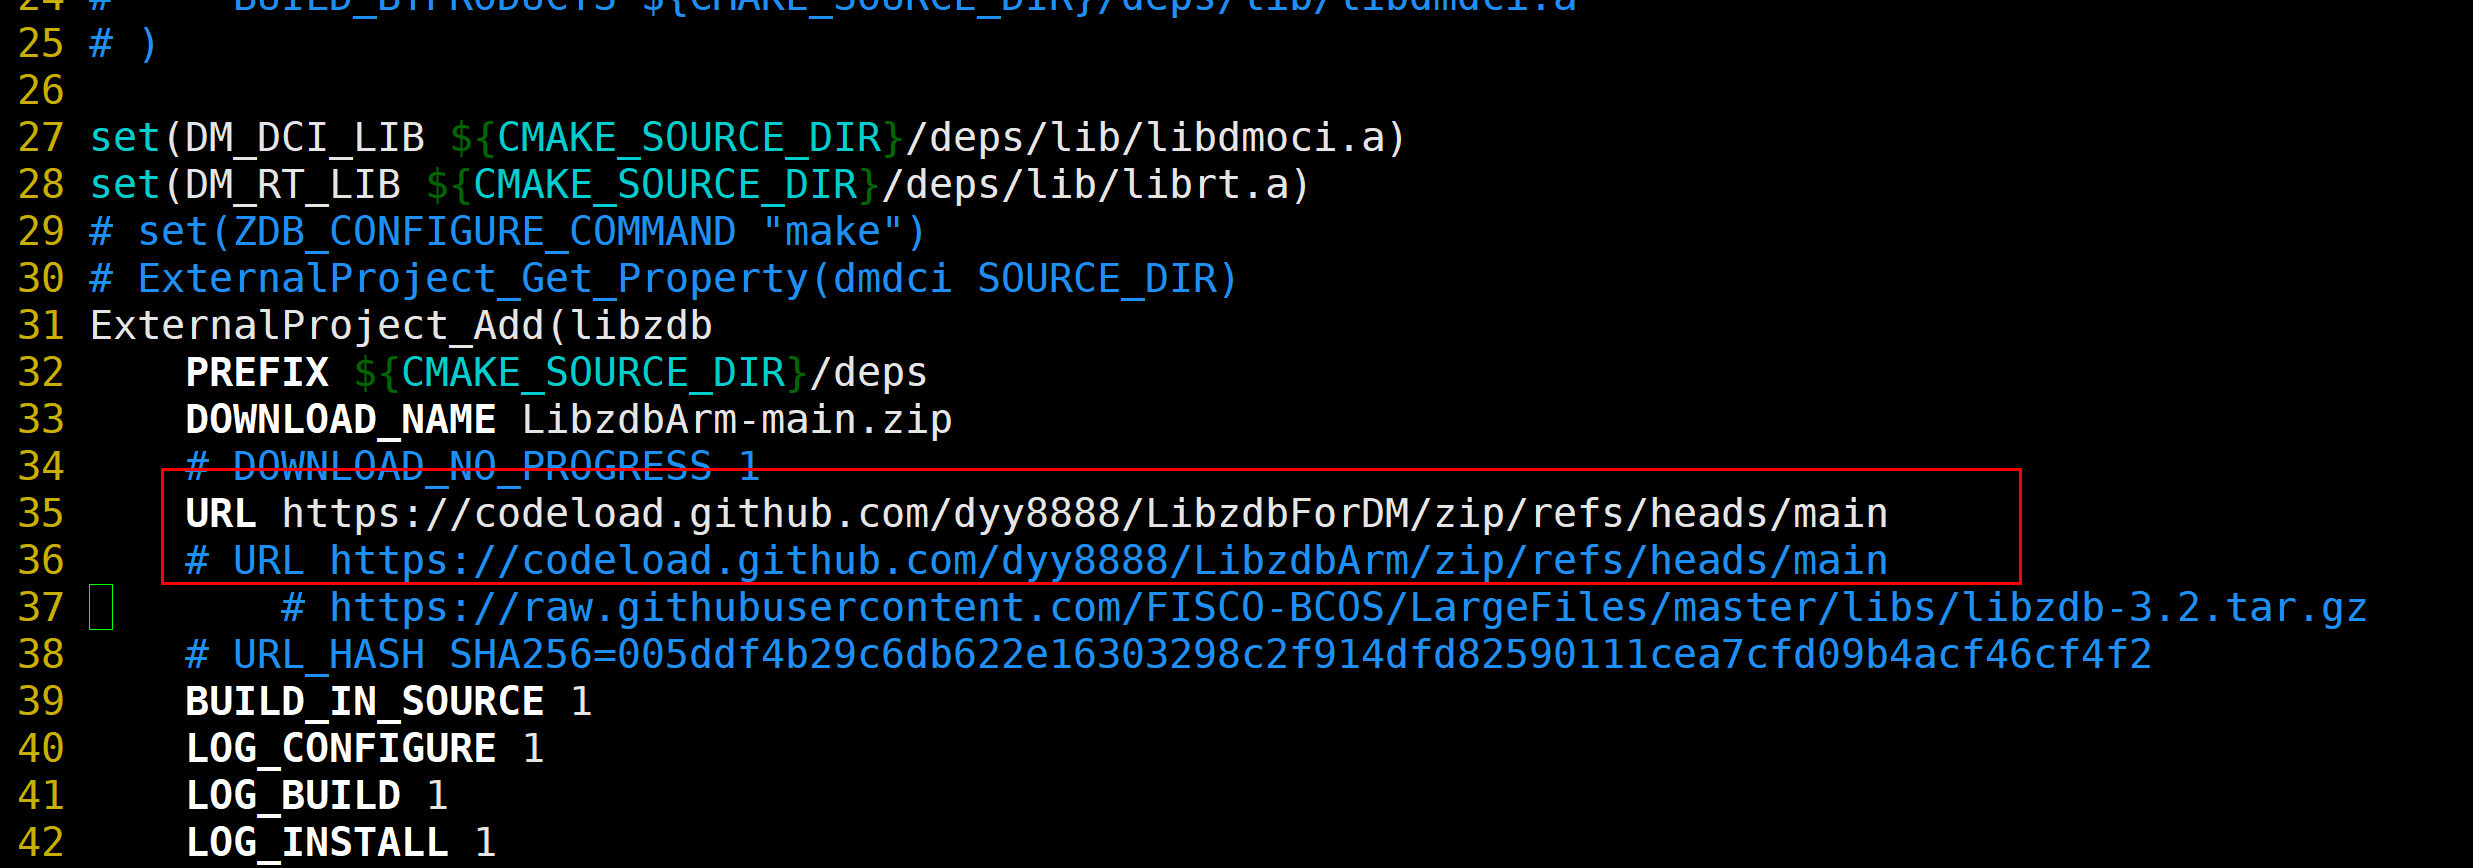 24 #     BUILD_BYPRODUCTS ${CMAKE_SOURCE_DIR}/deps/lib/libdmdci.a
25 # )
26
27 set(DM_DCI_LIB ${CMAKE_SOURCE_DIR}/deps/lib/libdmoci.a)
28 set(DM_RT_LIB ${CMAKE_SOURCE_DIR}/deps/lib/librt.a)
29 # set(ZDB_CONFIGURE_COMMAND "make")
30 # ExternalProject_Get_Property(dmdci SOURCE_DIR)
31 ExternalProject_Add(libzdb
32     PREFIX ${CMAKE_SOURCE_DIR}/deps
33     DOWNLOAD_NAME LibzdbArm-main.zip
34     # DOWNLOAD_NO_PROGRESS 1
35     URL https://codeload.github.com/dyy8888/LibzdbForDM/zip/refs/heads/main
36     # URL https://codeload.github.com/dyy8888/LibzdbArm/zip/refs/heads/main
37         # https://raw.githubusercontent.com/FISCO-BCOS/LargeFiles/master/libs/libzdb-3.2.tar.gz
38     # URL_HASH SHA256=005ddf4b29c6db622e16303298c2f914dfd82590111cea7cfd09b4acf46cf4f2
39     BUILD_IN_SOURCE 1
40     LOG_CONFIGURE 1
41     LOG_BUILD 1
42     LOG_INSTALL 1